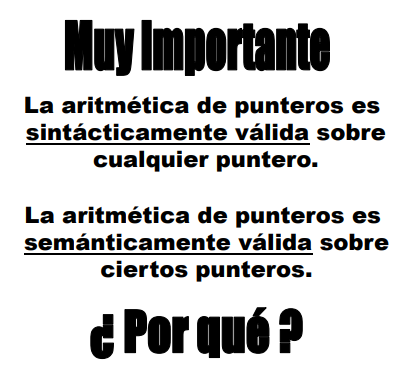 Muy Importante
La aritmética de punteros es
sintácticamente válida sobre
cualquier puntero.
La aritmética de punteros es
semánticamente válida sobre
ciertos punteros.
¿ Por qué ?